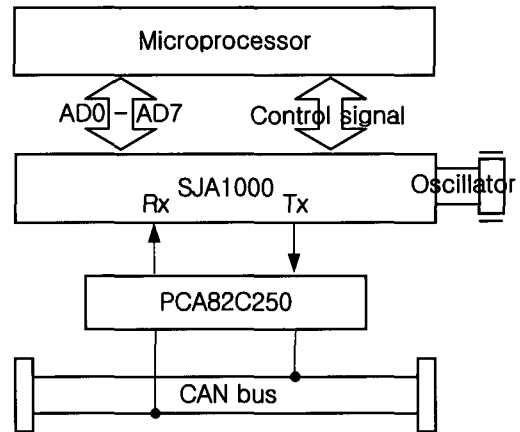 Microprocessor
AD0 – AD7 Control signal
SJA1000 Oscillator
Rx Tx
PCA82C250
CAN bus